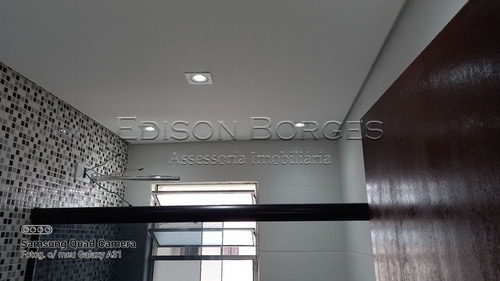 Edison Borges
Assessoria Imobiliária
Samsung Quad Camera
Fotog. c/ meu Galaxy A31